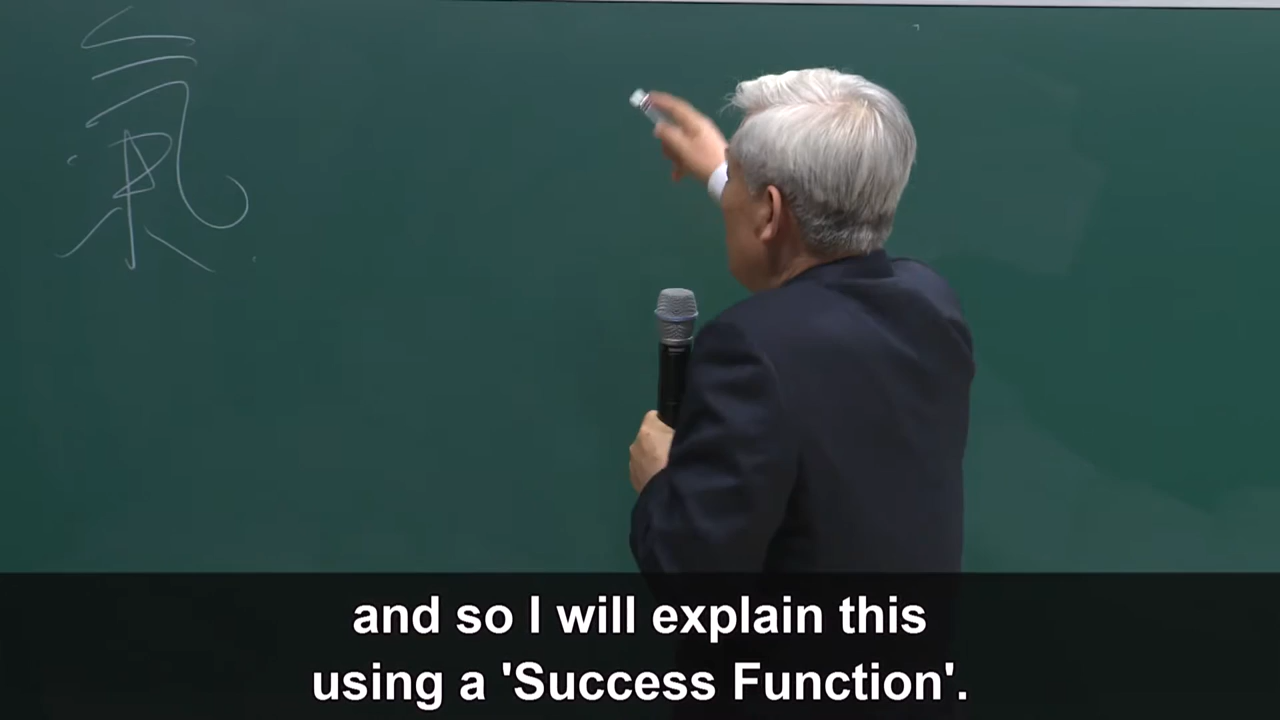 氣
and so I will explain this
using a 'Success Function'.